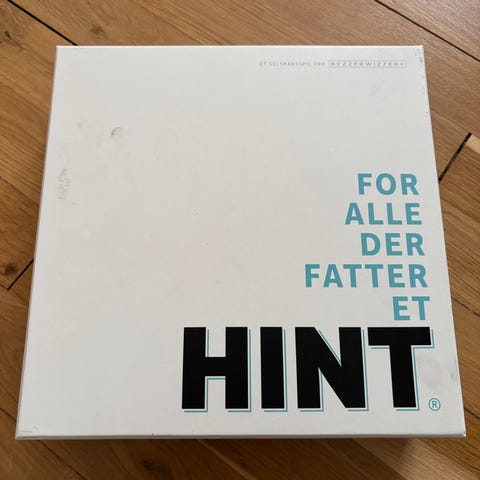 ET SELSKABSSPIL FRA BEZZERWIZZER®
FOR
ALLE
DER
FATTER
ET
HINT®